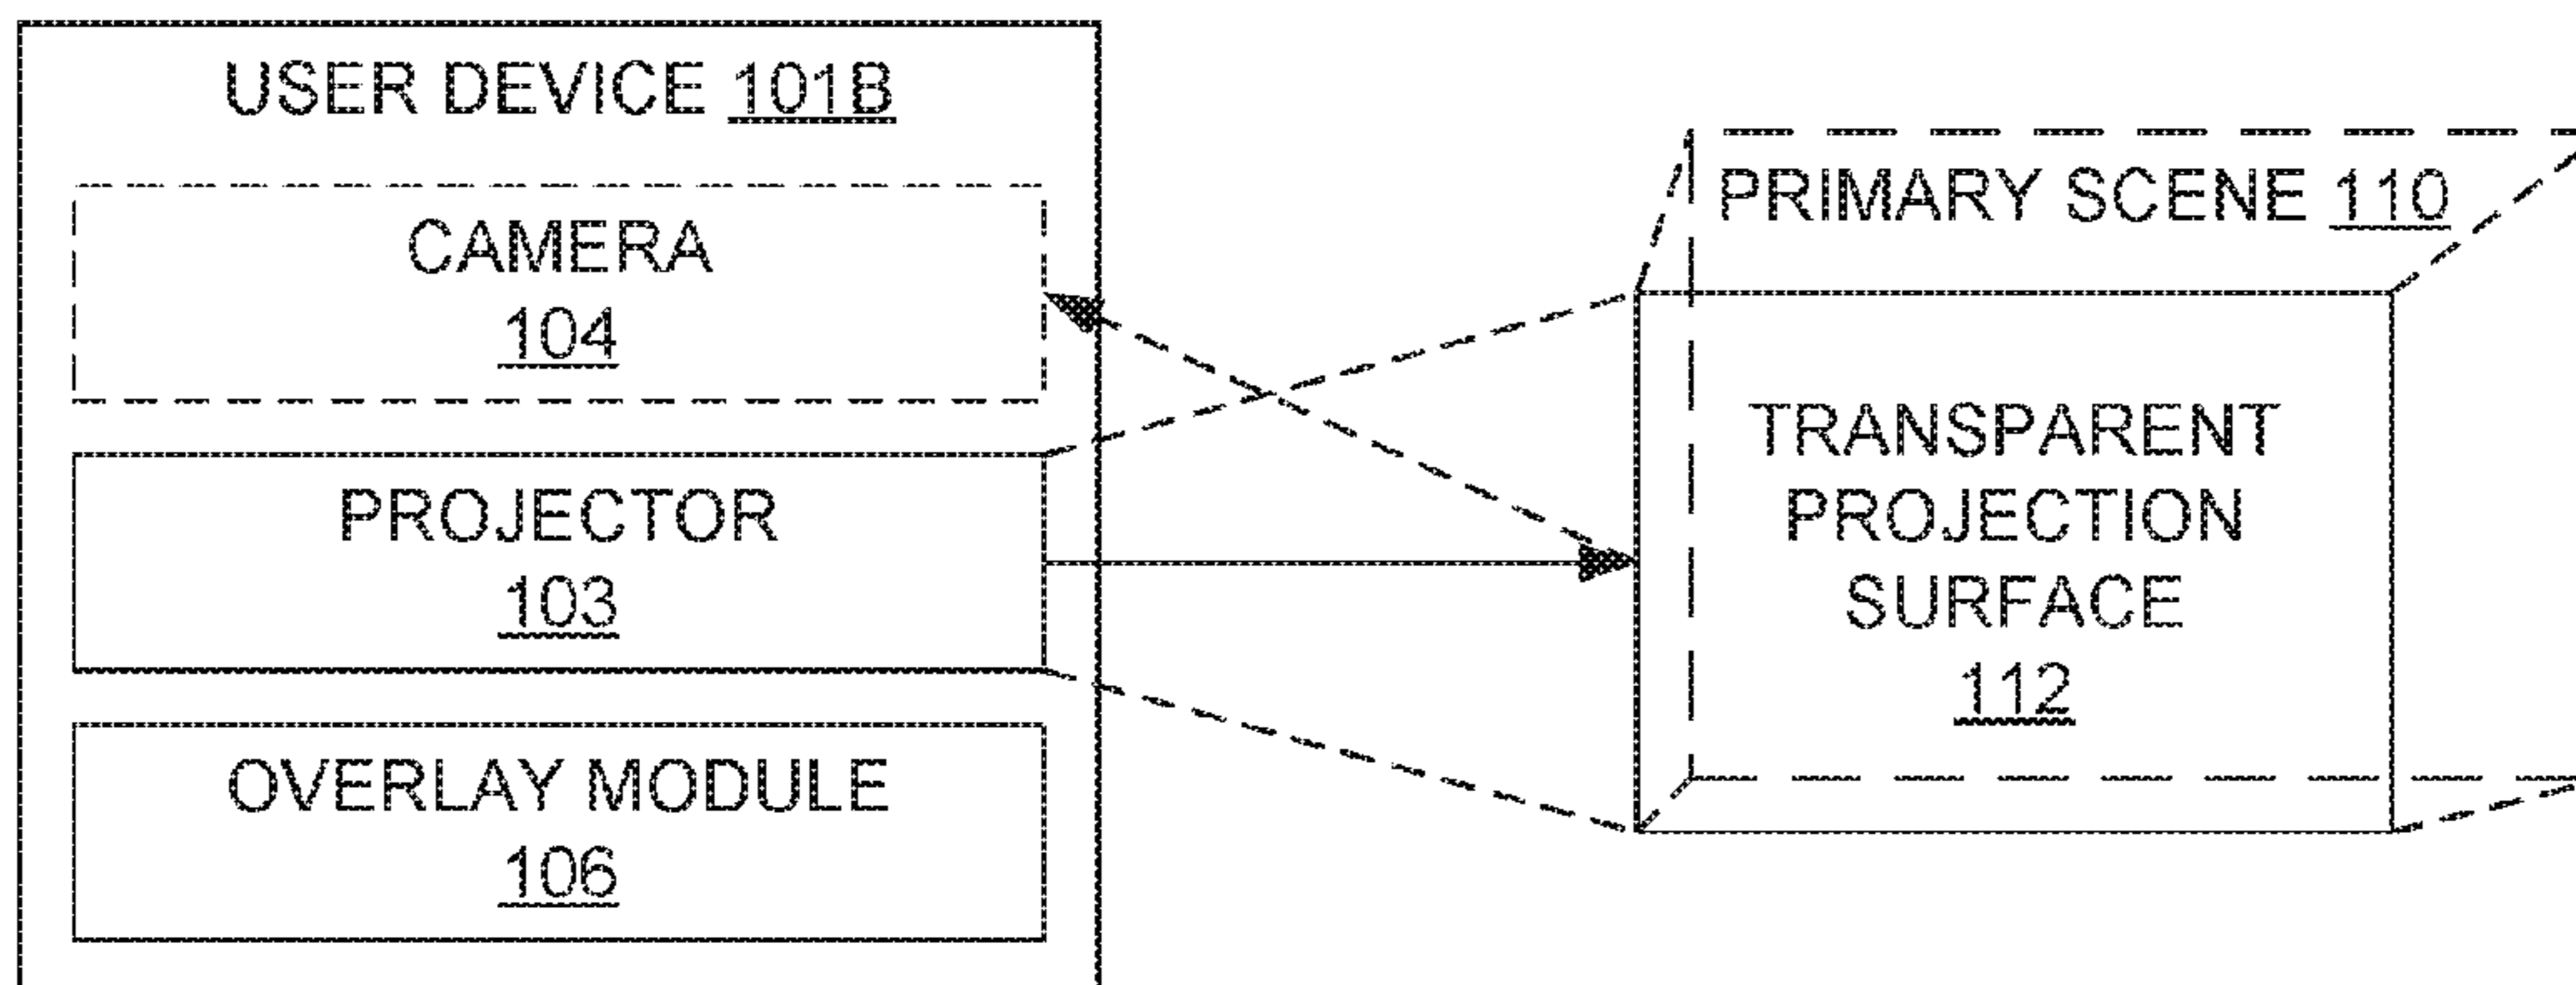 USER DEVICE 101B
CAMERA
104
PROJECTOR
103
OVERLAY MODULE
106
PRIMARY SCENE 110
TRANSPARENT
PROJECTION
SURFACE
112